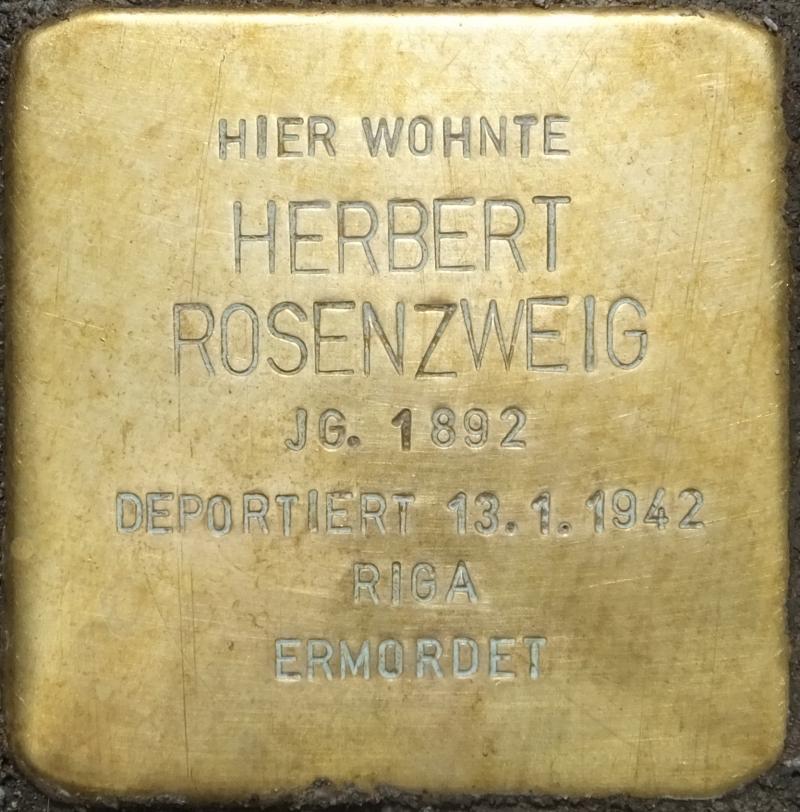 HIER WOHNTE
HERBERT
ROSENZWEIG
JG. 1892
DEPORTIERT 13.1.1942
RIGA
ERMORDET